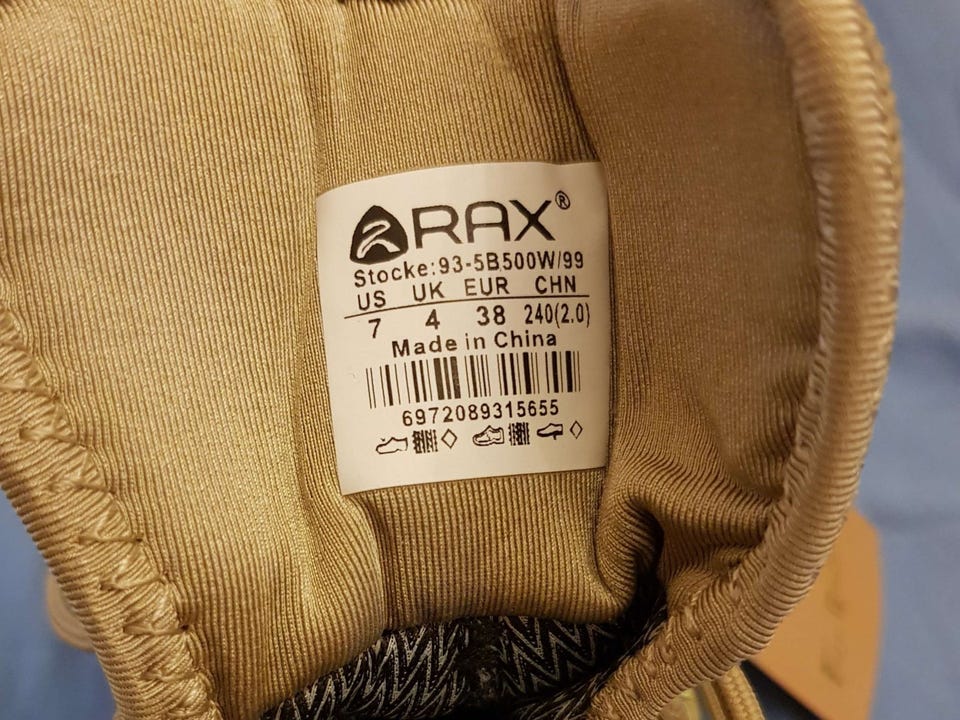 RAX®
Stocke:93-5B500W/99
US UK EUR CHN
7 4 38 240(2.0)
Made in China
6972089315655